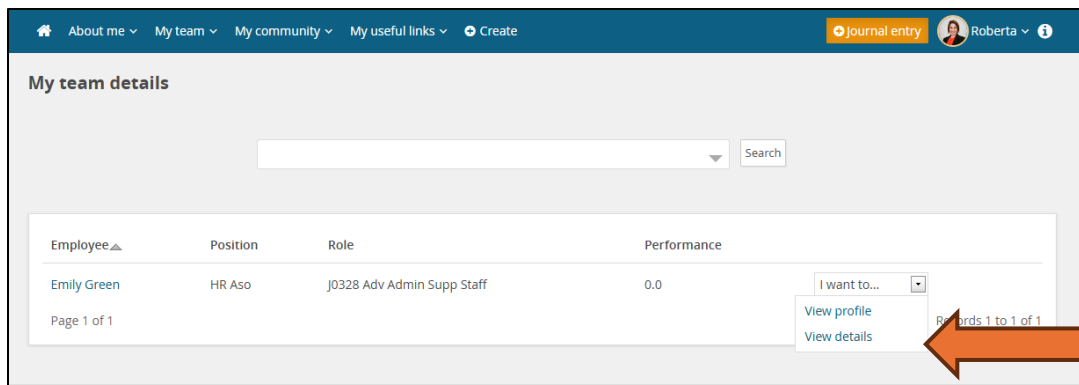 About me My team My community My useful links Create Journal entry Roberta
My team details
Search
Employee Position Role Performance
Emily Green HR Aso J0328 Adv Admin Supp Staff 0.0 I want to...
View profile
Page 1 of 1 Records 1 to 1 of 1
View details